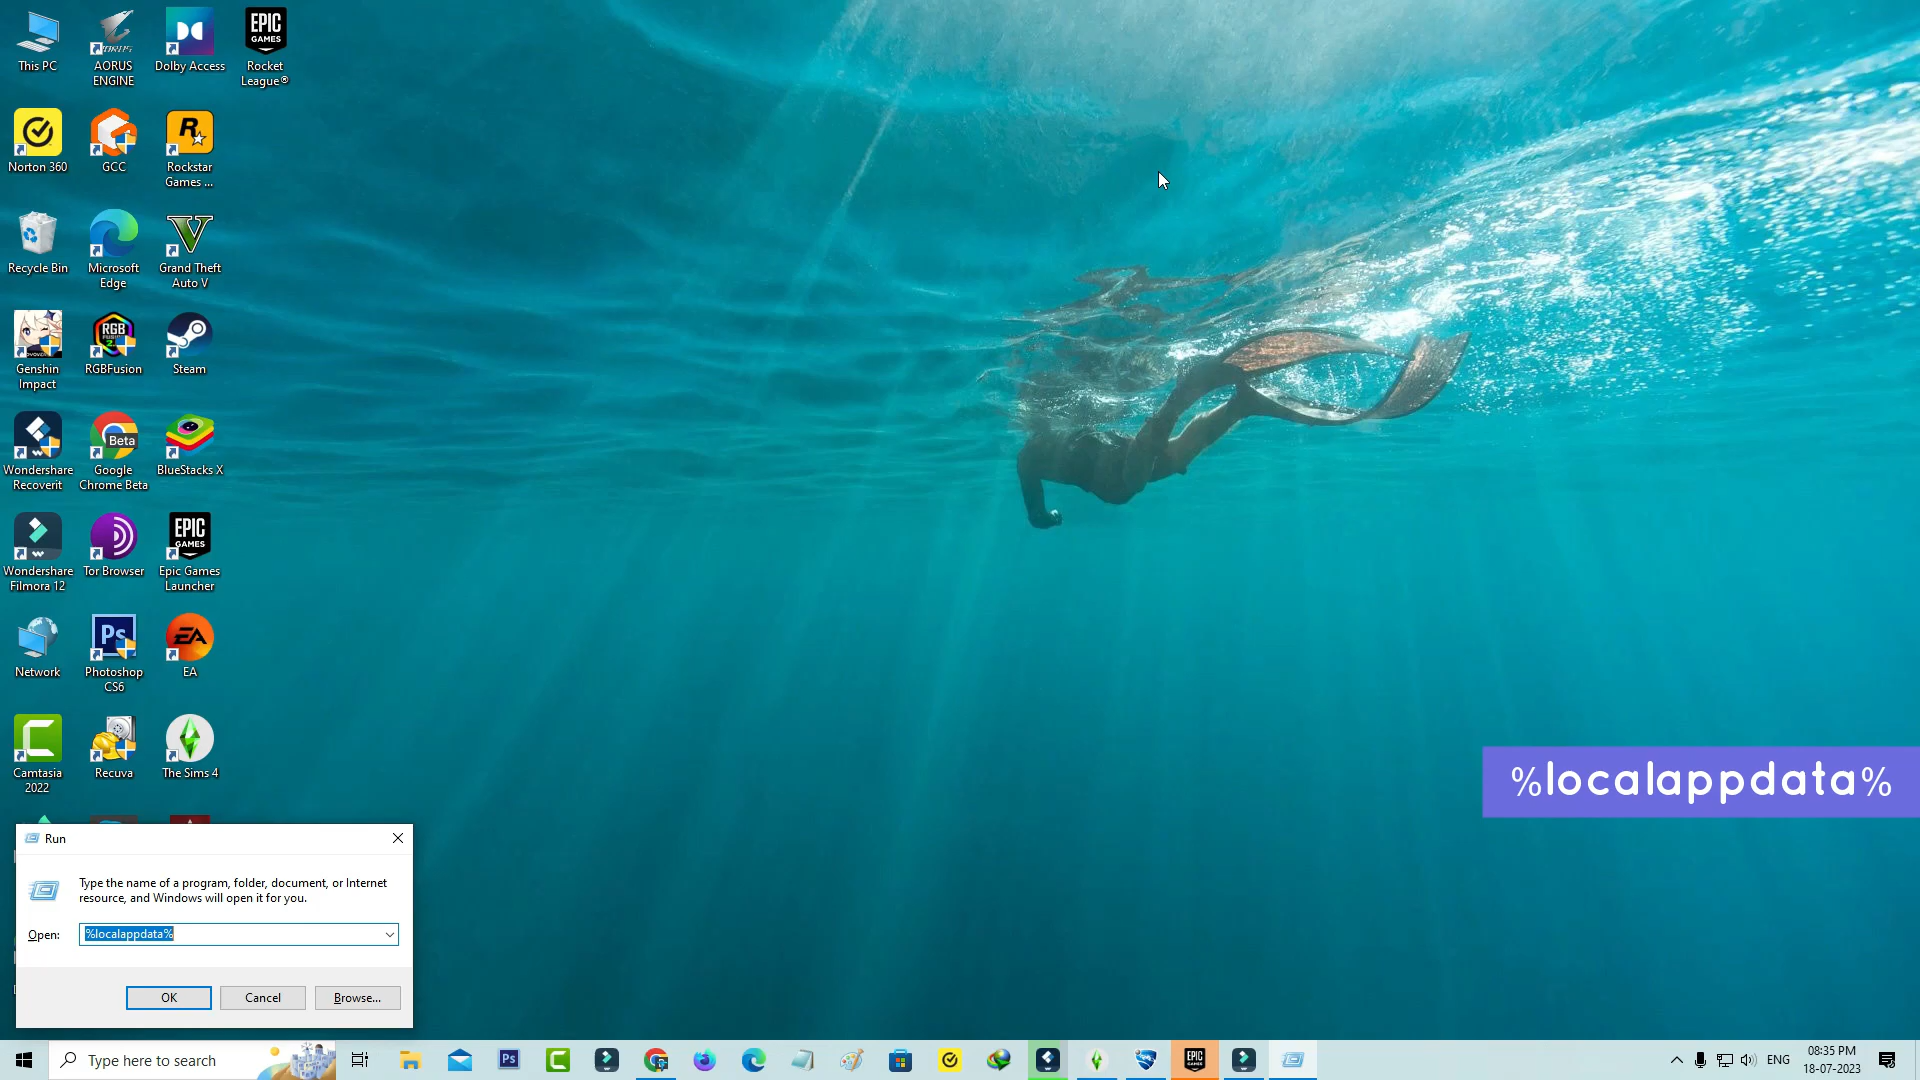 This PC
AORUS
ENGINE
Dolby Access
EPIC
GAMES
Rocket
League®
Norton 360
GCC
Rockstar
Games ...
Recycle Bin
Microsoft
Edge
Grand Theft
Auto V
Genshin
Impact
RGB
RGBFusion
Steam
Wondershare
Recoverit
Beta
Google
Chrome Beta
BlueStacks X
Wondershare
Filmora 12
Tor Browser
EPIC
GAMES
Epic Games
Launcher
Network
Ps
Photoshop
CS6
EA
EA
Camtasia
2022
Recuva
The Sims 4
%localappdata%
Run
Type the name of a program, folder, document, or Internet
resource, and Windows will open it for you.
Open:
%localappdata%
OK
Cancel
Browse...
Type here to search
Ps
EPIC
GAMES
ENG
08:35 PM
18-07-2023